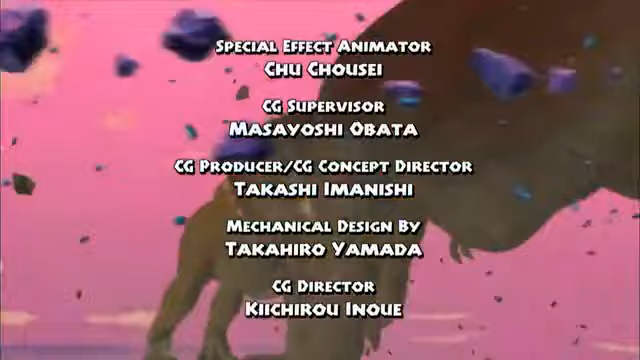 Special Effect Animator
Chu Chousei
CG Supervisor
Masayoshi Obata
CG Producer/CG Concept Director
Takashi Imanishi
Mechanical Design By
Takahiro Yamada
CG Director
Kiichirou Inoue